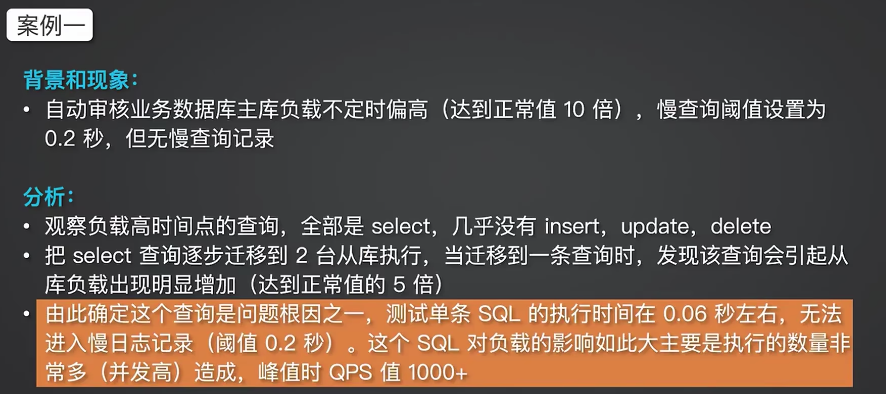 案例一
背景和现象：
• 自动审核业务数据库主库负载不定时偏高（达到正常值 10 倍），慢查询阈值设置为
0.2 秒，但无慢查询记录
分析：
• 观察负载高时间点的查询，全部是 select，几乎没有 insert，update，delete
• 把 select 查询逐步迁移到 2 台从库执行，当迁移到一条查询时，发现该查询会引起从
库负载出现明显增加（达到正常值的 5 倍）
• 由此确定这个查询是问题根因之一，测试单条 SQL 的执行时间在 0.06 秒左右，无法
进入慢日志记录（阈值 0.2 秒）。这个 SQL 对负载的影响如此大主要是执行的数量非
常多（并发高）造成，峰值时 QPS 值 1000+